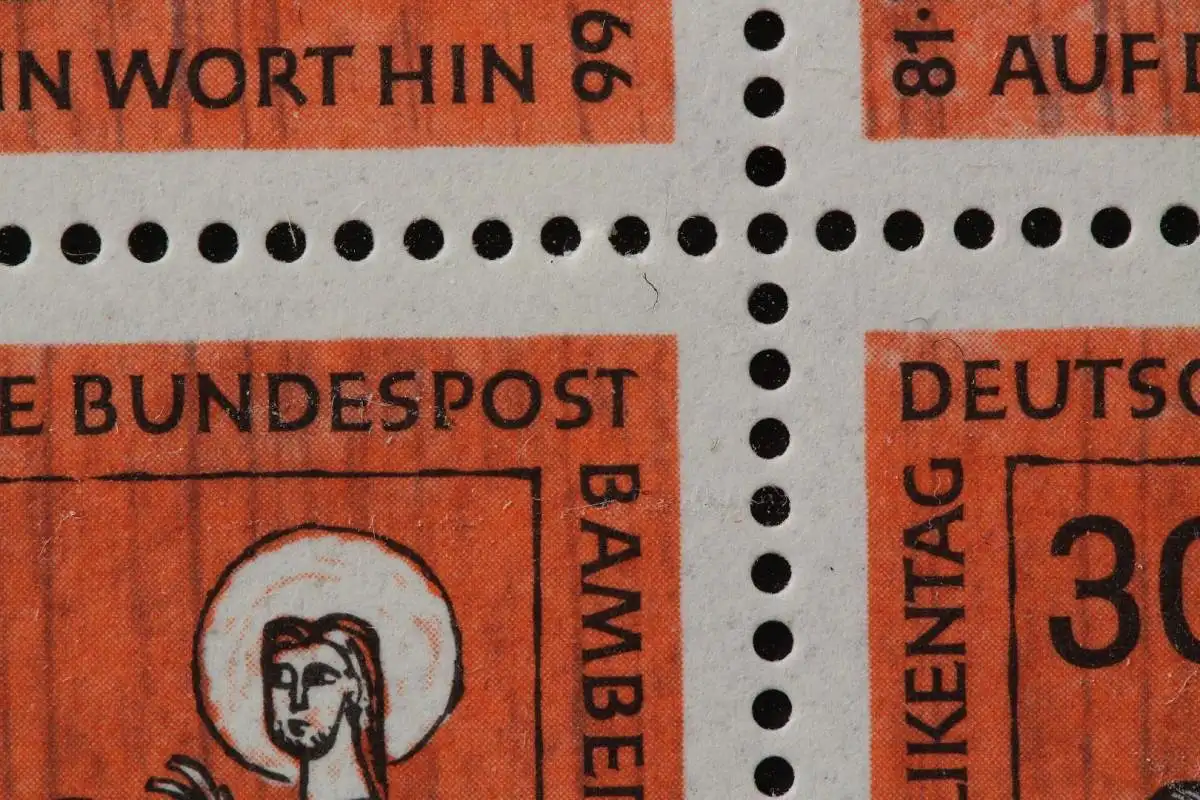 IN WORT HIN
66
81·
AUF
E BUNDESPOST
BAMBE
DEUTSC
LIKENTAG
30